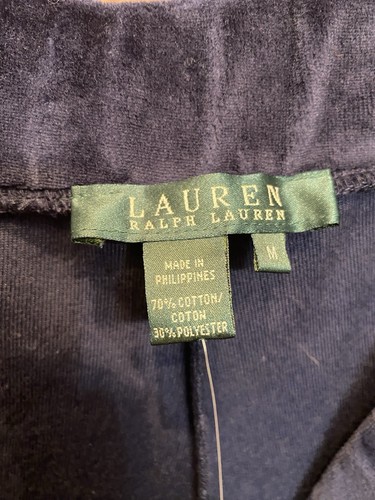 LAUREN
RALPH LAUREN
M
MADE IN
PHILIPPINES
70% COTTON/
COTON
30% POLYESTER